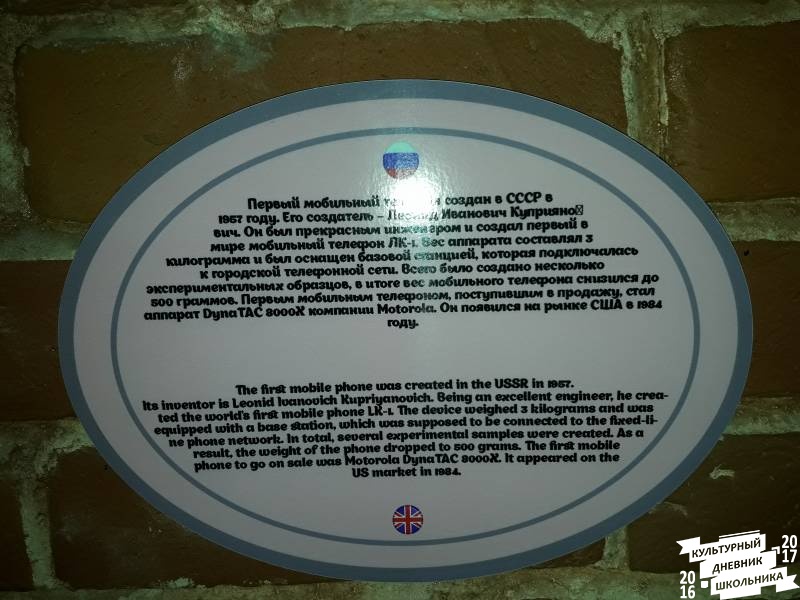 Первый мобильный создан в СССР в
1957 году. Его создатель – Леонид Иванович Куприяно
вич. Он был прекрасным инженером и создал первый в
мире мобильный телефон ЛК-1. Вес аппарата составлял 3
килограмма и был оснащен базовой станцией, которая подключалась
к городской телефонной сети. Всего было создано несколько
экспериментальных образцов, в итоге вес мобильного телефона снизился до
500 граммов. Первым мобильным телефоном, поступившим в продажу, стал
аппарат DynaTAC 8000X компании Motorola. Он появился на рынке США в 1984
году.
The first mobile phone was created in the USSR in 1957.
Its inventor is Leonid Ivanovich Kupriyanovich. Being an excellent engineer, he crea-
ted the world's first mobile phone LK-1. The device weighed 3 kilograms and was
equipped with a base station, which was supposed to be connected to the fixed-li-
ne phone network. In total, several experimental samples were created. As a
result, the weight of the phone dropped to 500 grams. The first mobile
phone to go on sale was Motorola DynaTAC 8000X. It appeared on the
US market in 1984.
КУЛЬТУРНЫЙ
ДНЕВНИК
ШКОЛЬНИКА
2016
2017